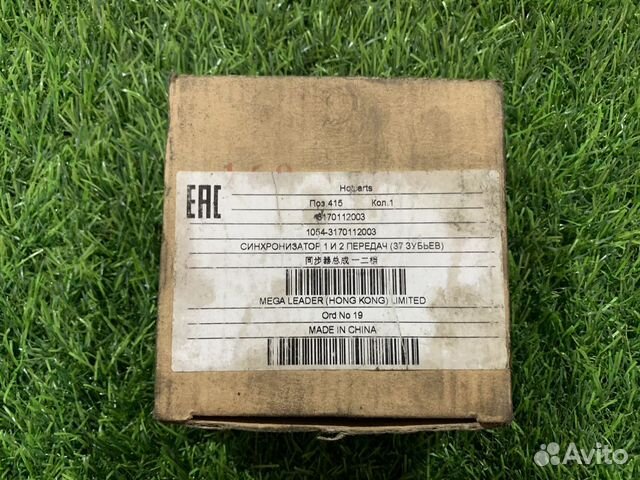 Hotparts
EAC
Поз 415 Кол.1
3170112003
1054-3170112003
СИНХРОНИЗАТОР 1 И 2 ПЕРЕДАЧ (37 ЗУБЬЕВ)
同步器总成一二档
MEGA LEADER (HONG KONG) LIMITED
Ord No 19
MADE IN CHINA
Avito